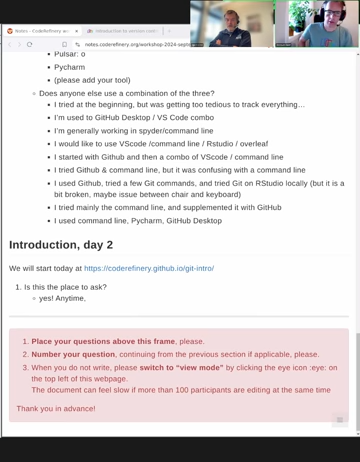 CodeRefinery w
Introduction to version cont
notes.coderefinery.org/workshop-2024-sept
Pulsar: o
Pycharm
(please add your tool)
Does anyone else use a combination of the three?
I tried at the beginning, but was getting too tedious to track everything...
I'm used to GitHub Desktop / VS Code combo
I'm generally working in spyder/command line
I would like to use VScode /command line / Rstudio / overleaf
I started with Github and then a combo of VScode / command line
I tried Github & command line, but it was confusing with a command line
I used Github, tried a few Git commands, and tried Git on RStudio locally (but it is a
bit broken, maybe issue between chair and keyboard)
I tried mainly the command line, and supplemented it with GitHub
I used command line, Pycharm, GitHub Desktop
Introduction, day 2
We will start today at https://coderefinery.github.io/git-intro/
1. Is this the place to ask?
yes! Anytime.
1. Place your questions above this frame, please.
2. Number your question, continuing from the previous section if applicable, please.
3. When you do not write, please switch to “view mode” by clicking the eye icon :eye: on
the top left of this webpage.
The document can feel slow if more than 100 participants are editing at the same time
Thank you in advance!